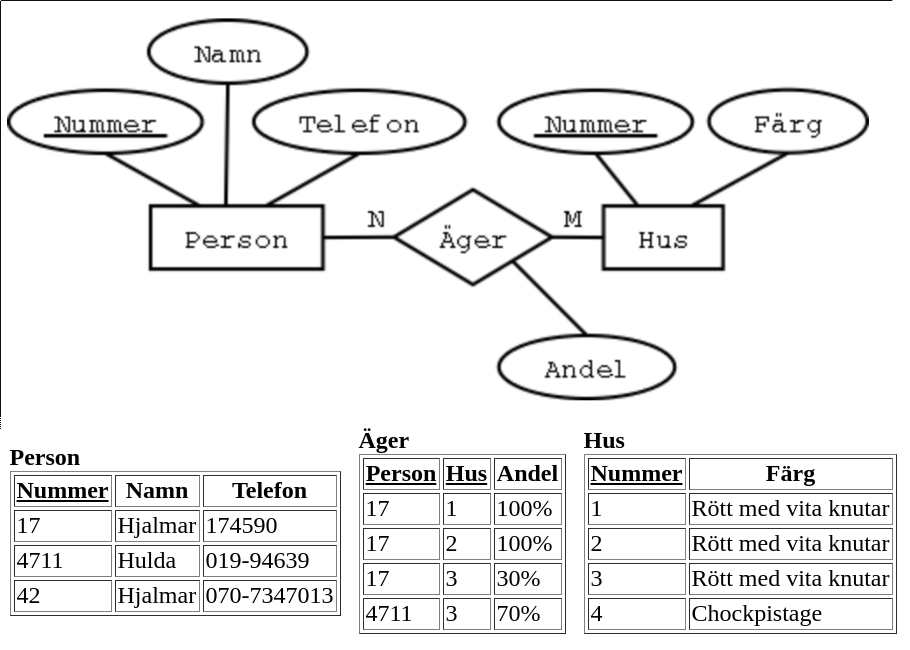 Namn
Nummer
Telefon
Nummer
Färg
Person
N
Äger
M
Hus
Andel
Person
Nummer Namn Telefon
17 Hjalmar 174590
4711 Hulda 019-94639
42 Hjalmar 070-7347013
Äger
Person Hus Andel
17 1 100%
17 2 100%
17 3 30%
4711 3 70%
Hus
Nummer Färg
1 Rött med vita knutar
2 Rött med vita knutar
3 Rött med vita knutar
4 Chockpistage